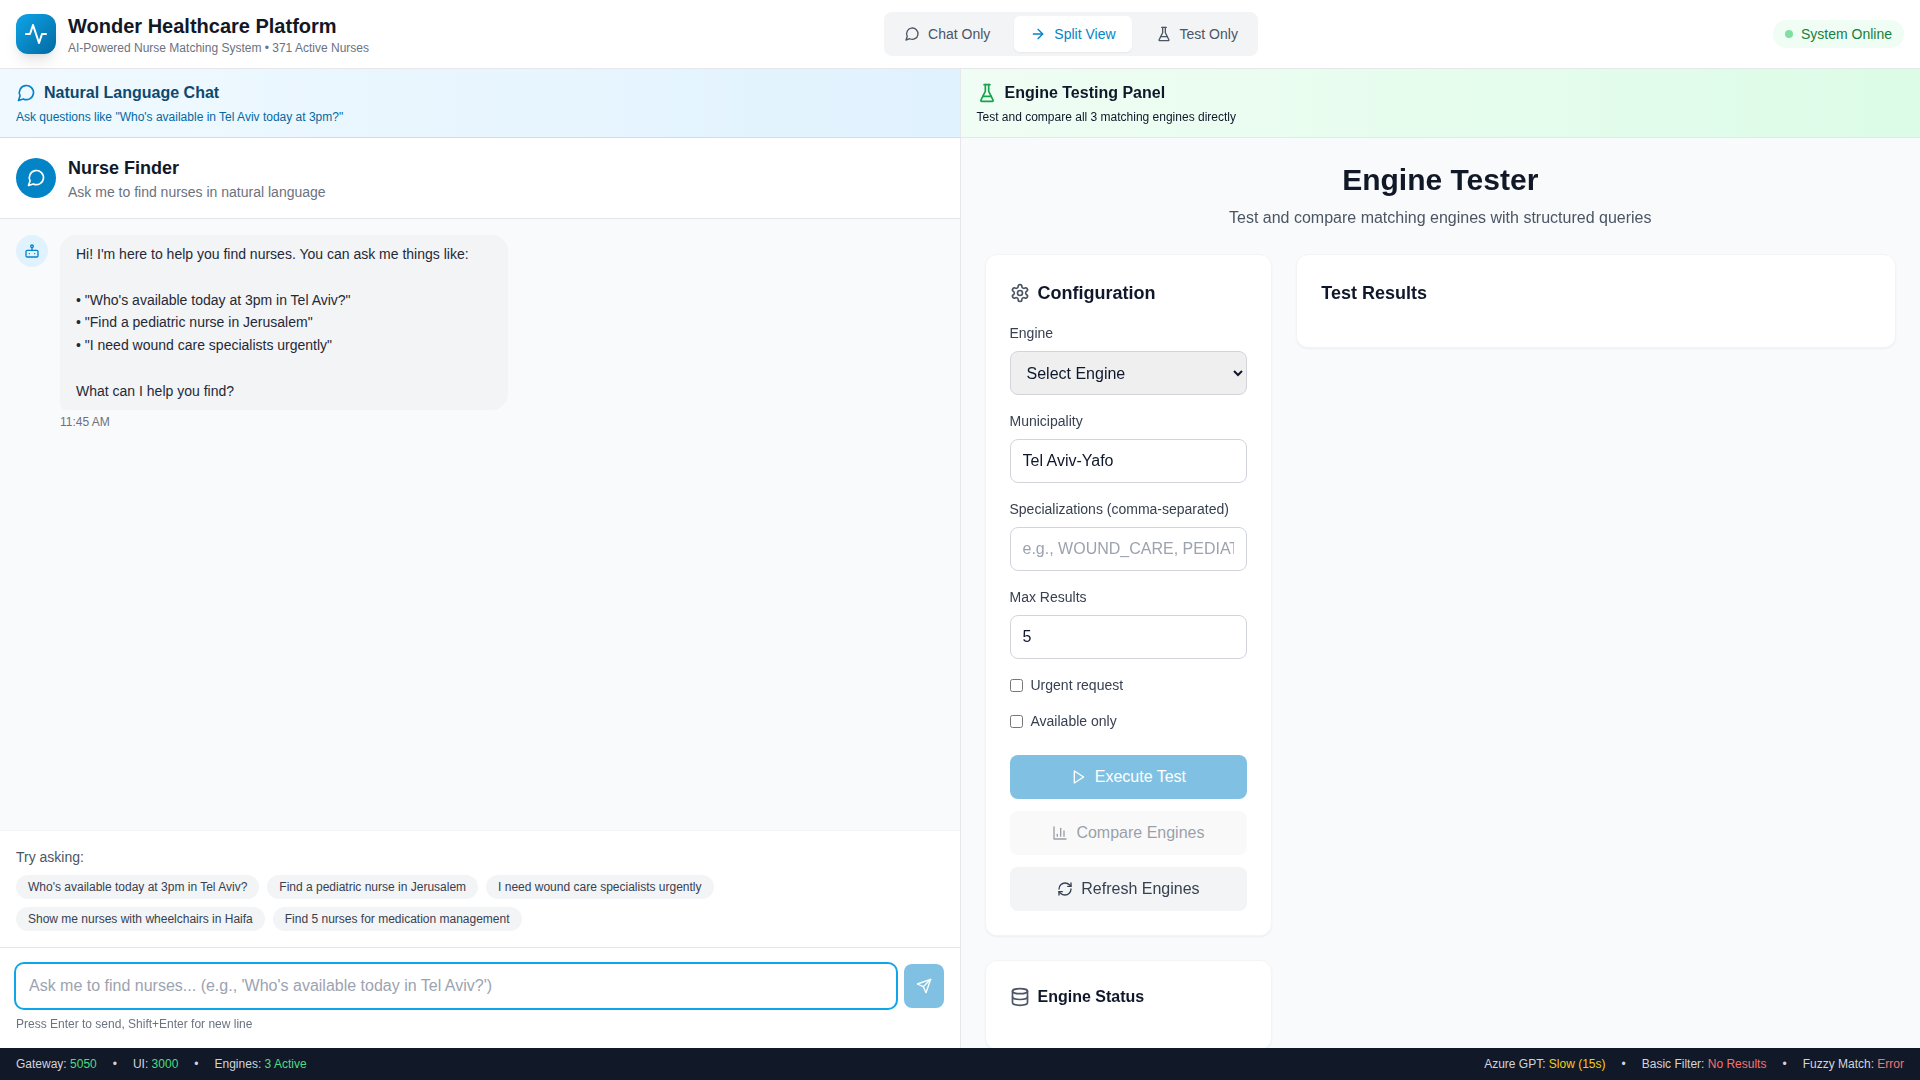 Wonder Healthcare Platform
AI-Powered Nurse Matching System • 371 Active Nurses
Chat Only
Split View
Test Only
System Online
Natural Language Chat
Ask questions like "Who's available in Tel Aviv today at 3pm?"
Nurse Finder
Ask me to find nurses in natural language
Hi! I'm here to help you find nurses. You can ask me things like:
• "Who's available today at 3pm in Tel Aviv?"
• "Find a pediatric nurse in Jerusalem"
• "I need wound care specialists urgently"
What can I help you find?
11:45 AM
Try asking:
Who's available today at 3pm in Tel Aviv?
Find a pediatric nurse in Jerusalem
I need wound care specialists urgently
Show me nurses with wheelchairs in Haifa
Find 5 nurses for medication management
Ask me to find nurses... (e.g., 'Who's available today in Tel Aviv?')
Press Enter to send, Shift+Enter for new line
Engine Testing Panel
Test and compare all 3 matching engines directly
Engine Tester
Test and compare matching engines with structured queries
Configuration
Engine
Select Engine
Municipality
Tel Aviv-Yafo
Specializations (comma-separated)
e.g., WOUND_CARE, PEDIAT
Max Results
5
Urgent request
Available only
Execute Test
Compare Engines
Refresh Engines
Engine Status
Test Results
Gateway: 5050 • UI: 3000 • Engines: 3 Active
Azure GPT: Slow (15s) • Basic Filter: No Results • Fuzzy Match: Error